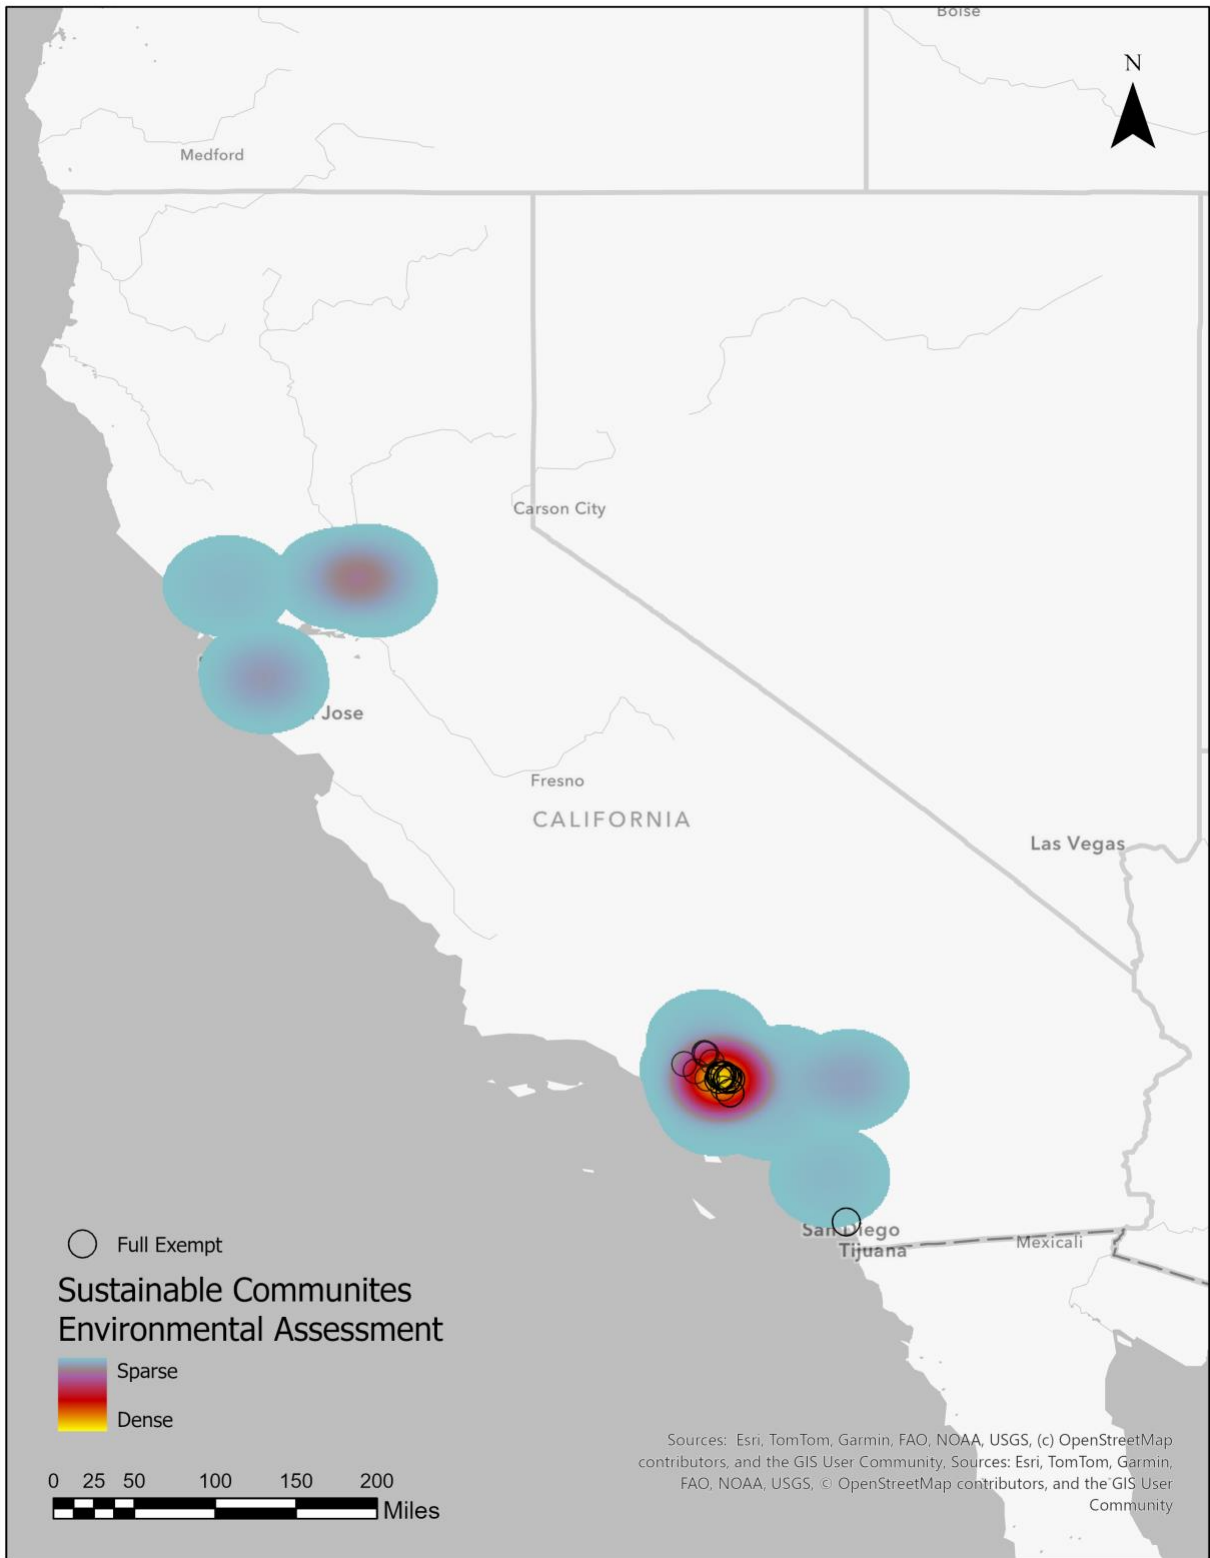 Boise
N
Medford
Carson City
Jose
Fresno
CALIFORNIA
Las Vegas
San Diego
Tijuana
Mexicali
Full Exempt
Sustainable Communites
Environmental Assessment
Sparse
Dense
0 25 50 100 150 200
Miles
Sources: Esri, TomTom, Garmin, FAO, NOAA, USGS, (c) OpenStreetMap
contributors, and the GIS User Community, Sources: Esri, TomTom, Garmin,
FAO, NOAA, USGS, © OpenStreetMap contributors, and the GIS User
Community